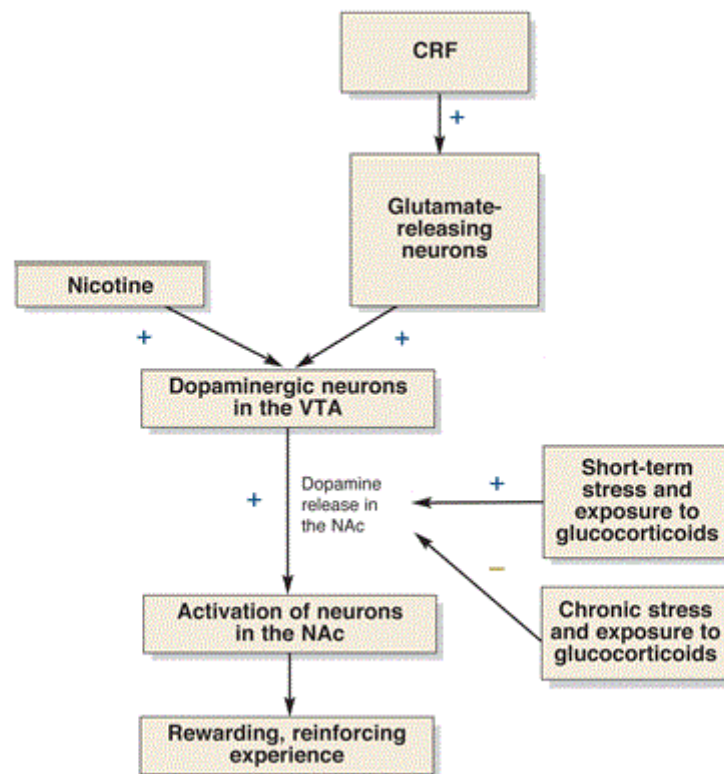 CRF
+
Glutamate-
releasing
neurons
Nicotine
+
+
Dopaminergic neurons
in the VTA
+
Dopamine
release in
the NAc
+
Short-term
stress and
exposure to
glucocorticoids
–
Chronic stress
and exposure to
glucocorticoids
Activation of neurons
in the NAc
Rewarding, reinforcing
experience